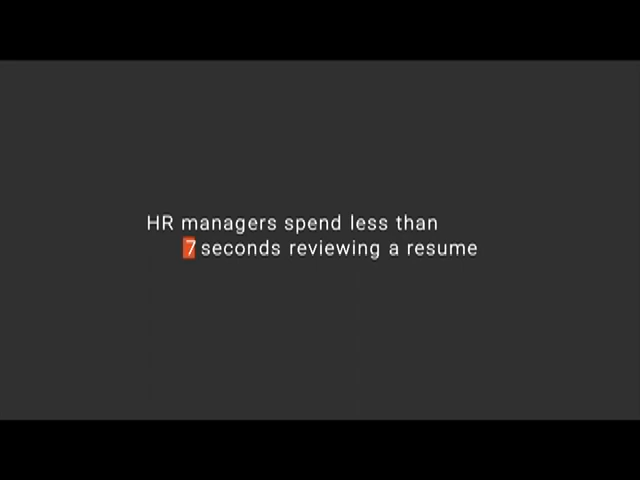 HR managers spend less than
7 seconds reviewing a resume